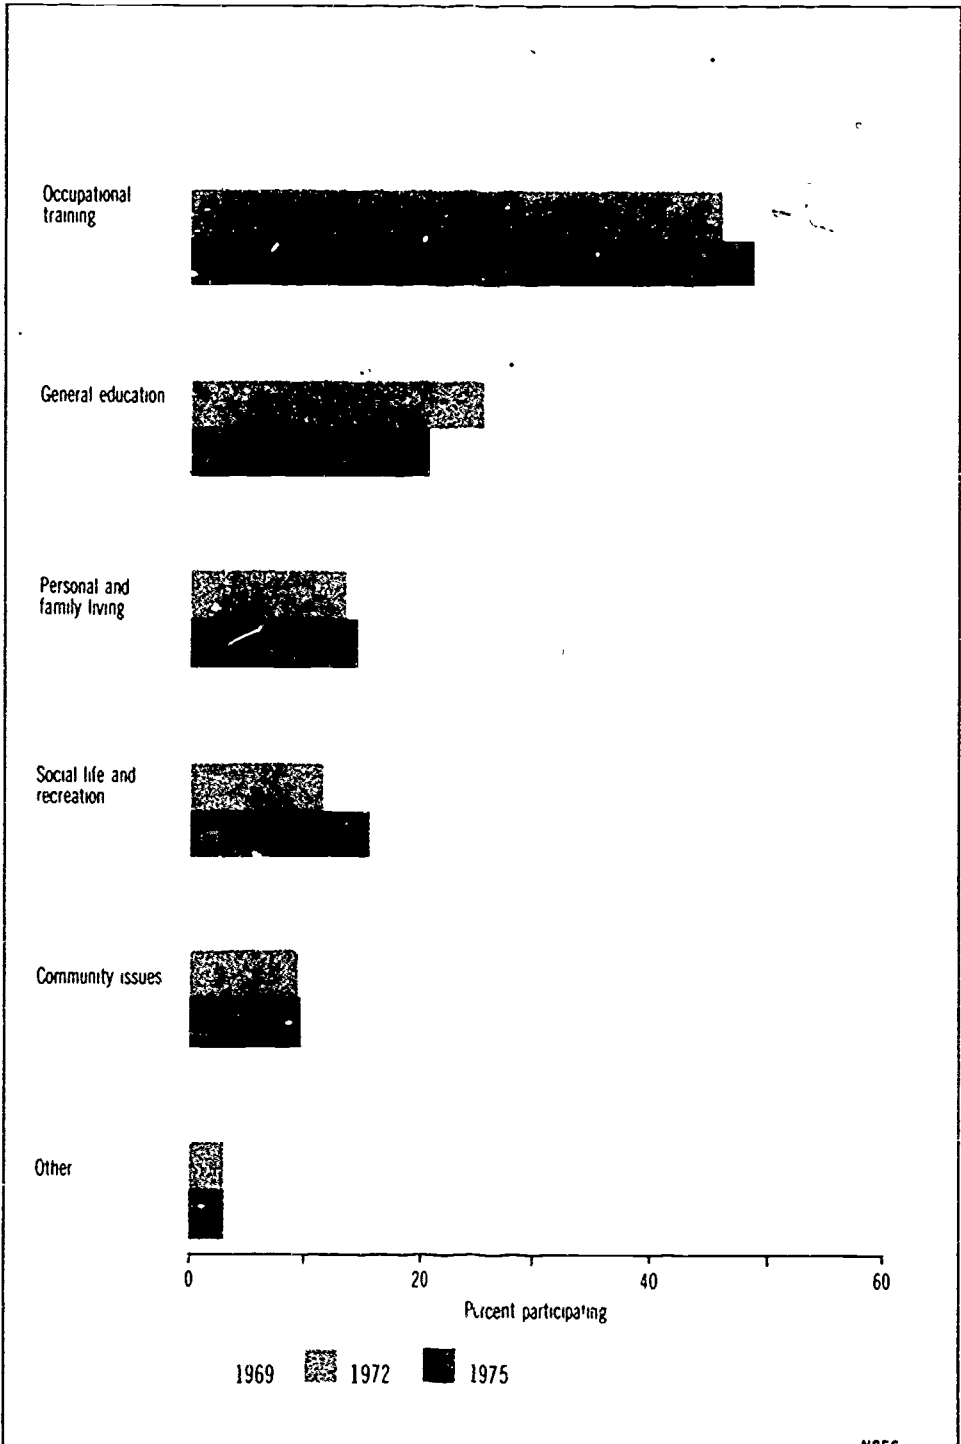 Occupational
training
General education
Personal and
family living
Social life and
recreation
Community issues
Other
0 20 40 60
Percent participating
1969 1972 1975